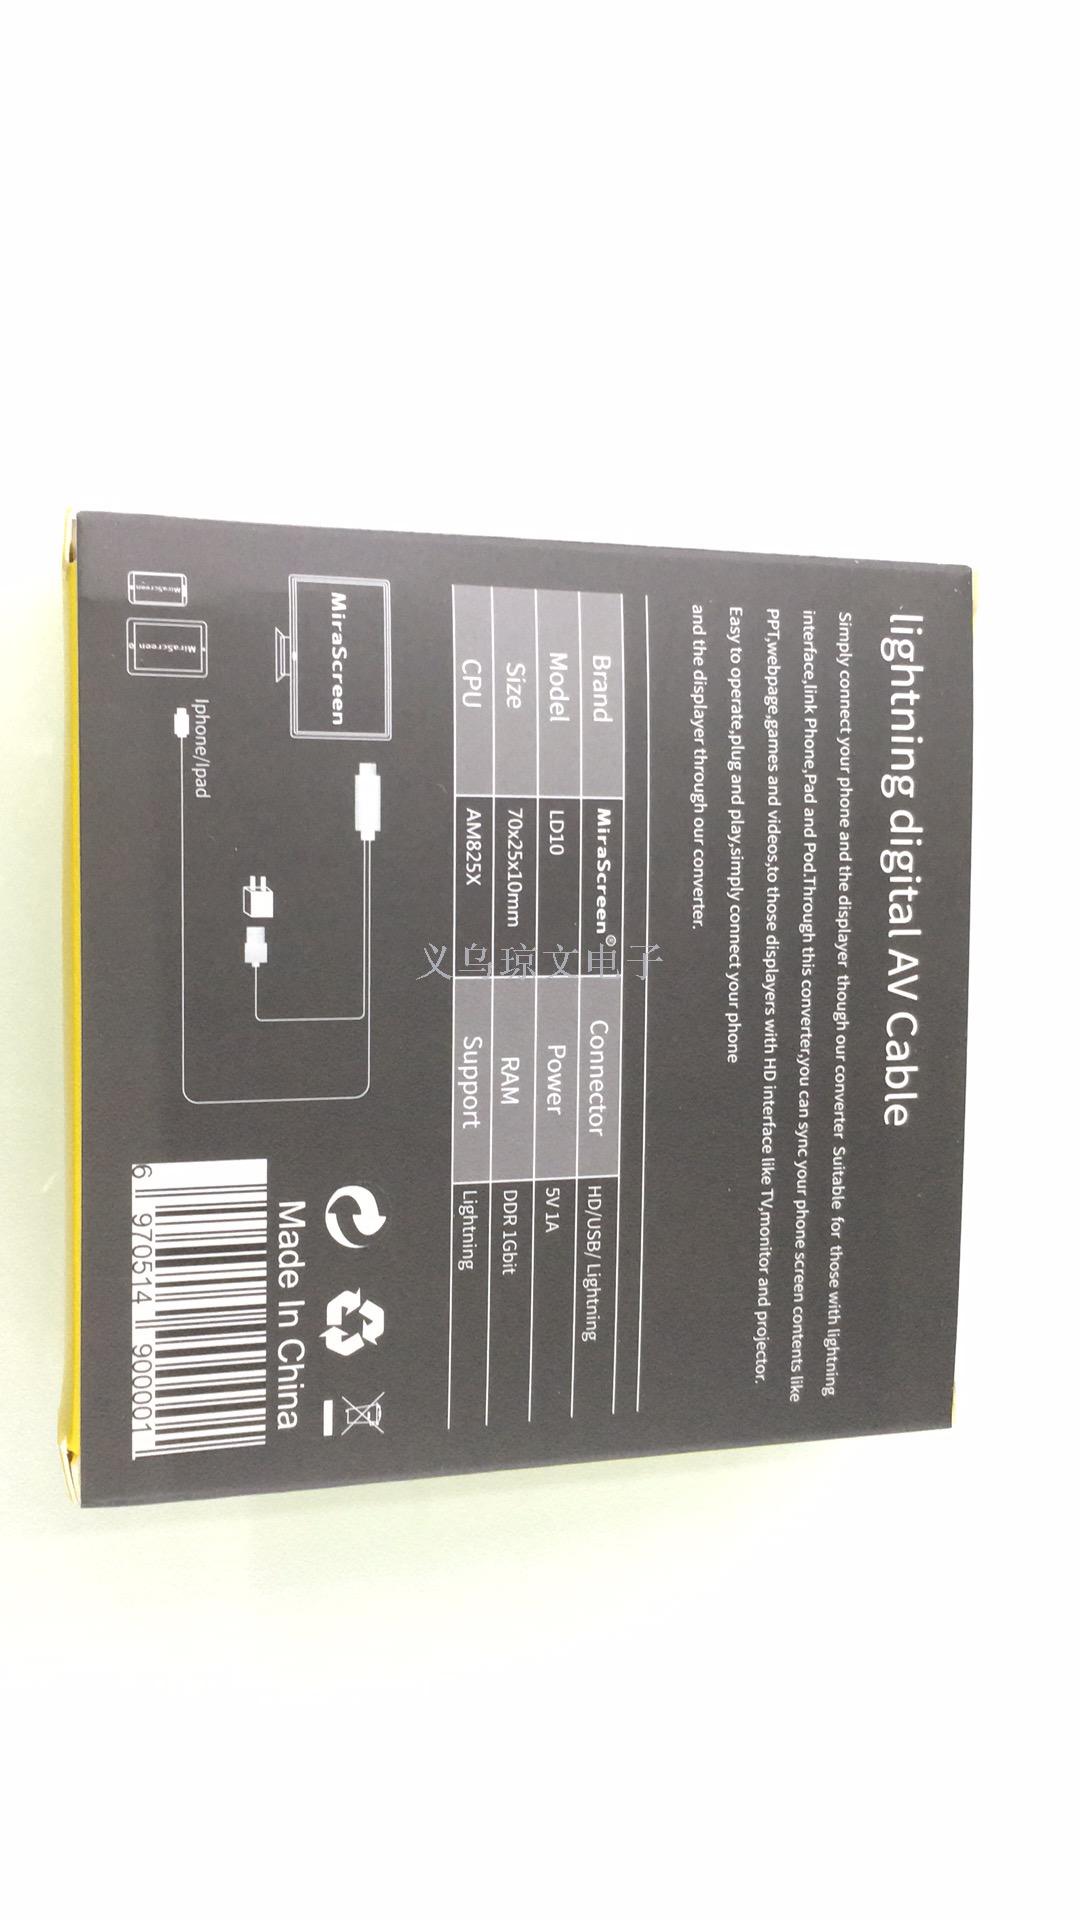 lightning digital AV Cable
Simply connect your phone and the displayer though our converter Suitable for those with lightning
interface,link Phone,Pad and Pod.Through this converter,you can sync your phone screen contents like
PPT,webpage,games and videos,to those displayers with HD interface like TV,monitor and projector.
Easy to operate,plug and play,simply connect your phone
and the displayer through our converter.
Brand MiraScreen® Connector HD/USB/ Lightning
Model LD10 Power 5V 1A
Size 70x25x10mm RAM DDR 1Gbit
CPU AM825X Support Lightning
MiraScreen
Iphone/Ipad
MiraScreen
MiraScreen
Made In China
6 970514 900001
义乌琼文电子